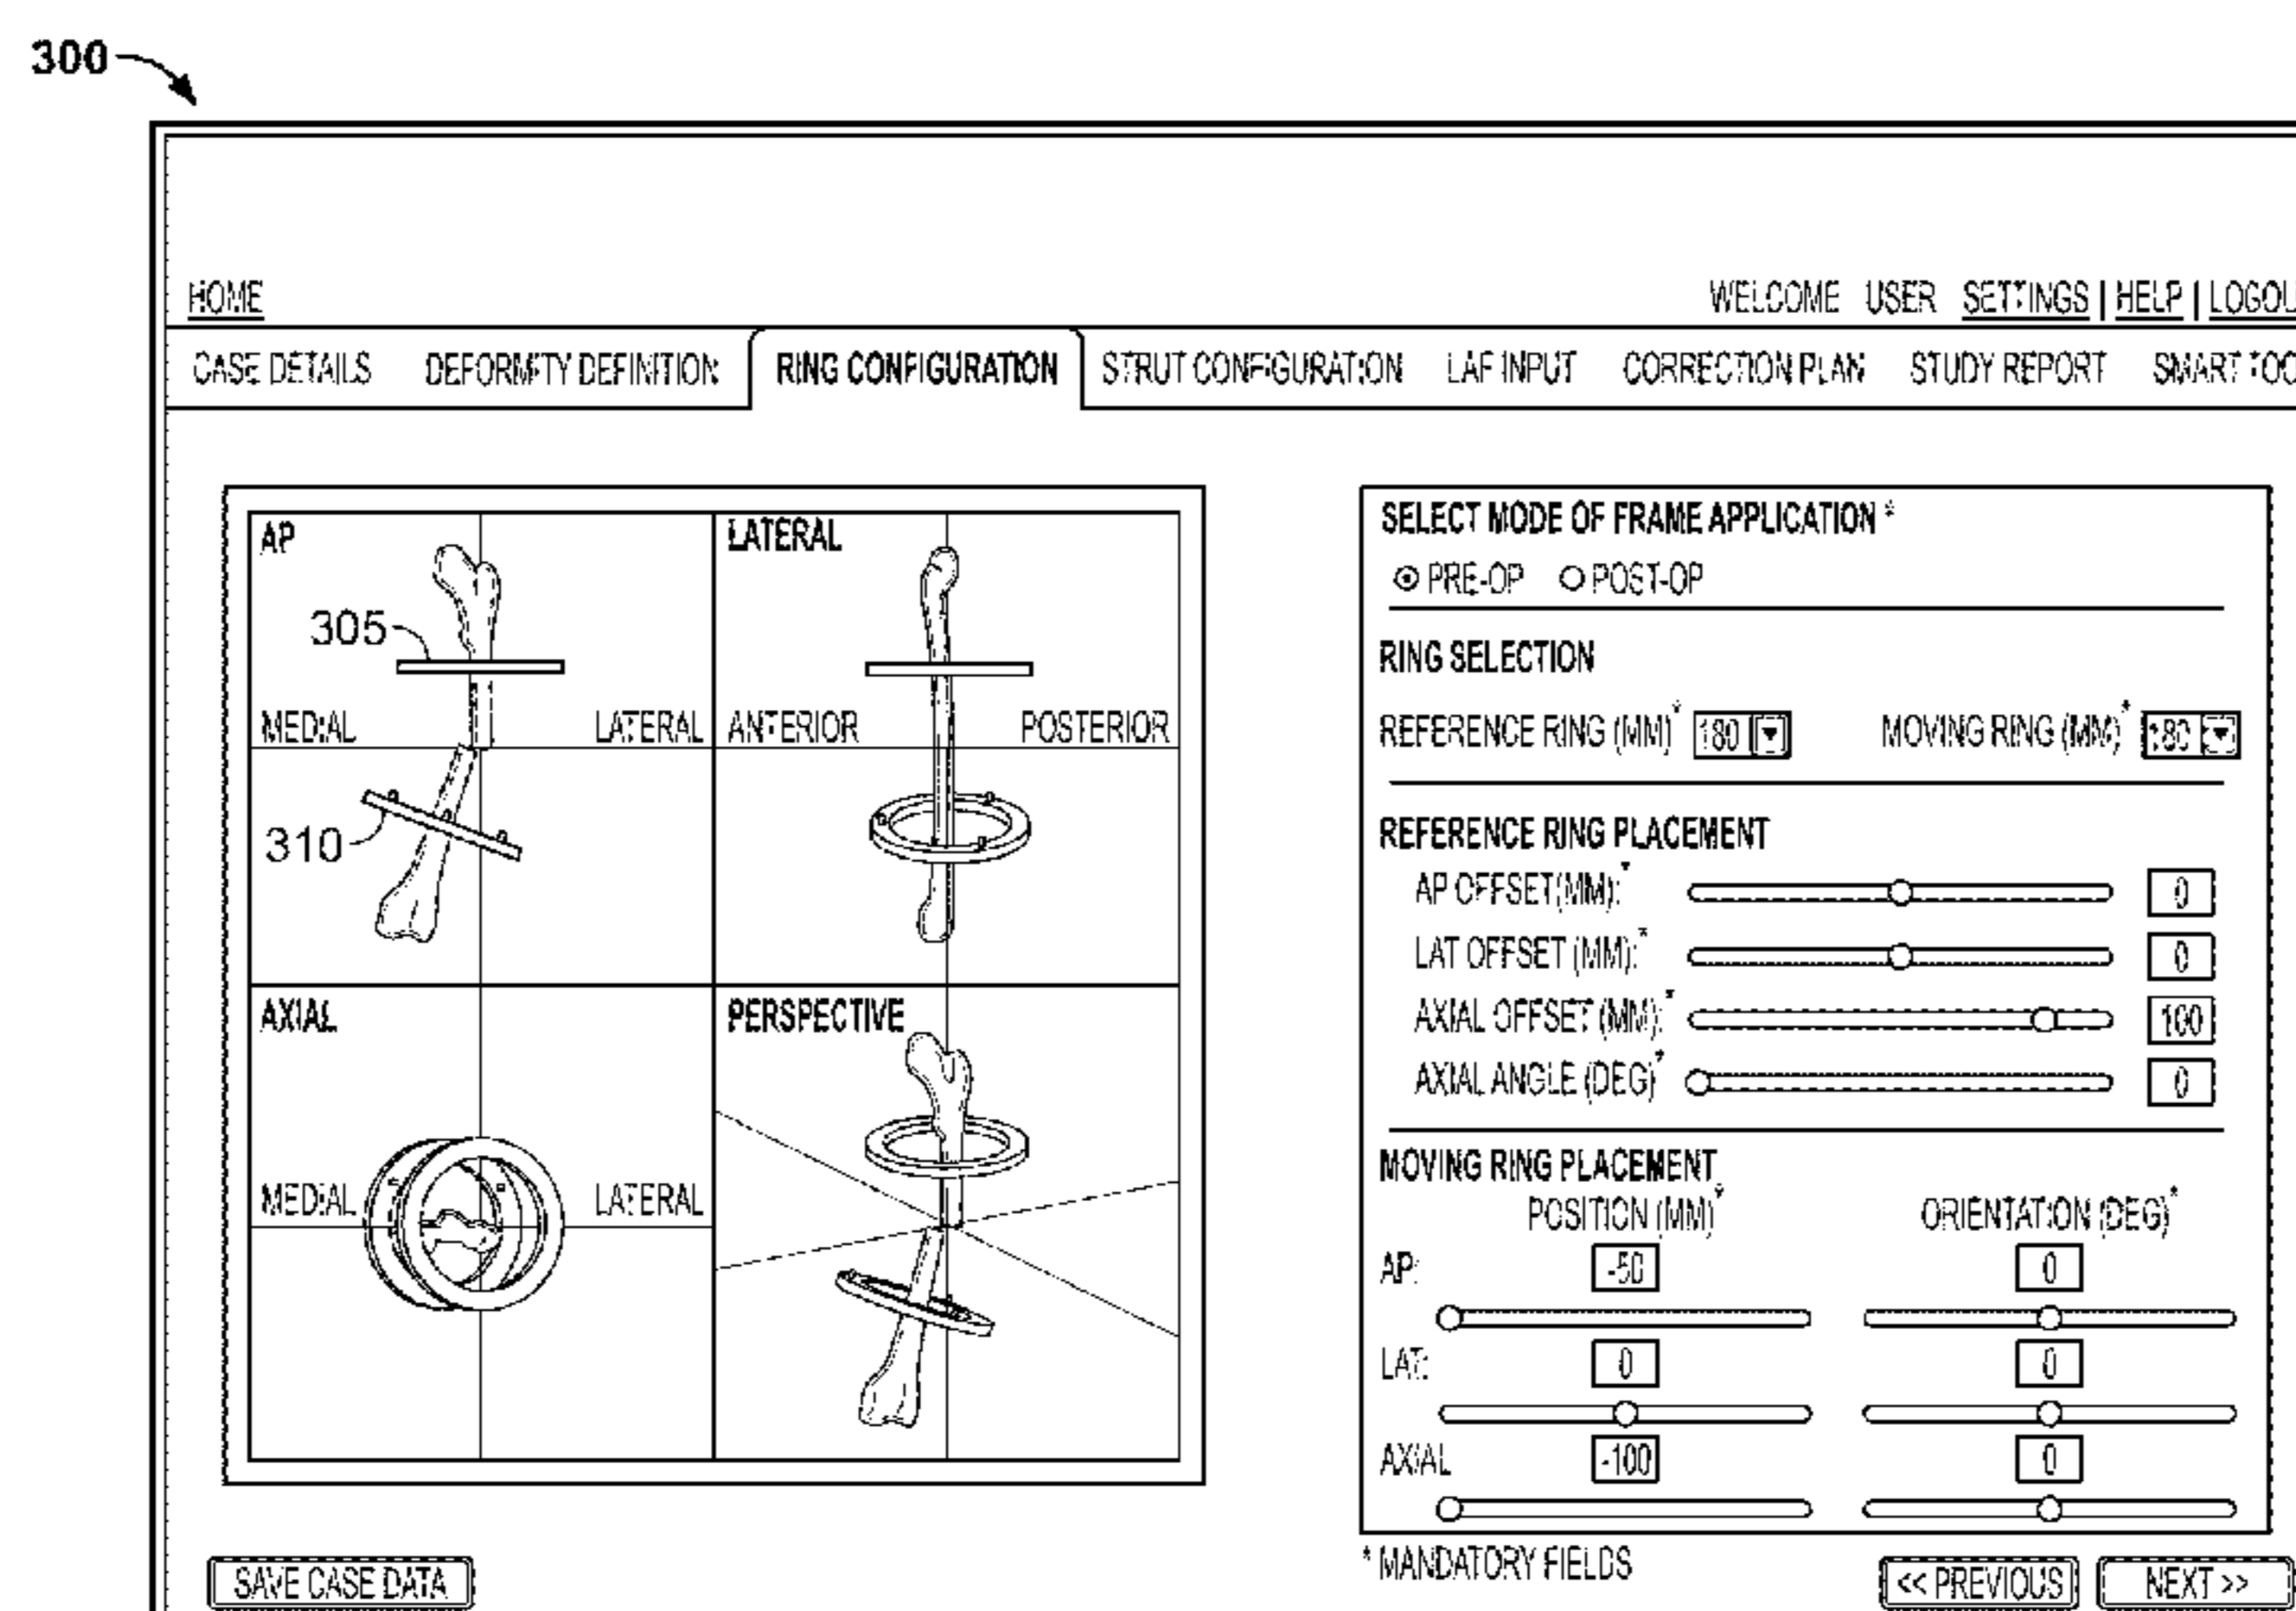 300
HOME WELCOME USER SETTINGS | HELP | LOGOU
CASE DETAILS DEFORMITY DEFINITION RING CONFIGURATION STRUT CONFIGURATION LAF INPUT CORRECTION PLAN STUDY REPORT SMART TOO
AP
305
MEDIAL LATERAL
310
LATERAL
ANTERIOR POSTERIOR
AXIAL
MEDIAL LATERAL
PERSPECTIVE
SELECT MODE OF FRAME APPLICATION *
PRE-OP POST-OP
RING SELECTION
REFERENCE RING (MM)* 180 MOVING RING (MM)* 180
REFERENCE RING PLACEMENT
AP OFFSET(MM):* 0
LAT OFFSET (MM):* 0
AXIAL OFFSET (MM):* 100
AXIAL ANGLE (DEG)* 0
MOVING RING PLACEMENT
POSITION (MM)* ORIENTATION (DEG)*
AP: -50 0
LAT: 0 0
AXIAL -100 0
* MANDATORY FIELDS
SAVE CASE DATA << PREVIOUS NEXT >>